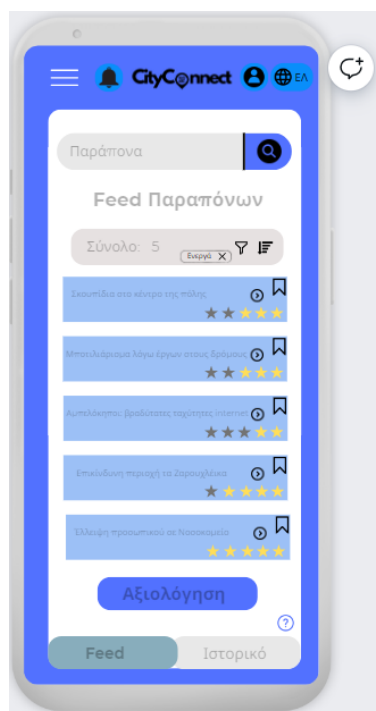 CityConnect
ΕΛ
Παράπονα
Feed Παραπόνων
Σύνολο: 5
Ενεργά X
Σκουπίδια στο κέντρο της πόλης
Μποτιλιάρισμα λόγω έργων στους δρόμους
Αμπελόκηποι: βραδύτατες ταχύτητες internet
Επικίνδυνη περιοχή τα Ζαρουχλέικα
Έλλειψη προσωπικού σε Νοσοκομείο
Αξιολόγηση
?
Feed
Ιστορικό